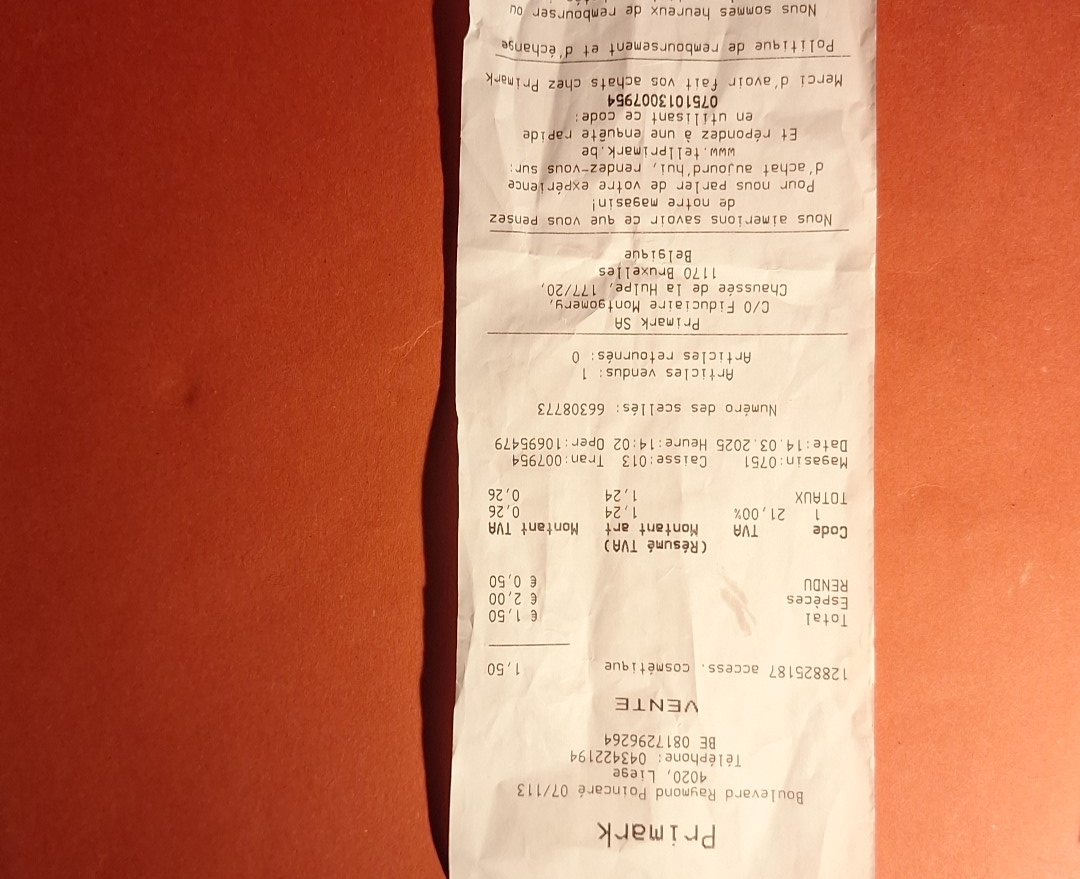 Primark
Boulevard Raymond Poincaré 07/113
4020, Liege
Téléphone: 043422194
BE 0817296264
VENTE
128825187 access. cosmétique 1,50
Total € 1,50
Espèces € 2,00
RENDU € 0,50
(Résumé TVA)
Code TVA Montant art Montant TVA
1 21,00% 1,24 0,26
TOTAUX 1,24 0,26
Magasin:0751 Caisse:013 Tran:007954
Date:14.03.2025 Heure:14:02 Oper:10695479
Numéro des scellés: 66308773
Articles vendus: 1
Articles retournés: 0
Primark SA
C/O Fiduciaire Montgomery,
Chaussée de la Hulpe, 177/20,
1170 Bruxelles
Belgique
Nous aimerions savoir ce que vous pensez
de notre magasin!
Pour nous parler de votre expérience
d'achat aujourd'hui, rendez-vous sur:
www.tellprimark.be
Et répondez à une enquête rapide
en utilisant ce code:
0751013007954
Merci d'avoir fait vos achats chez Primark
Politique de remboursement et d'échange
Nous sommes heureux de rembourser ou